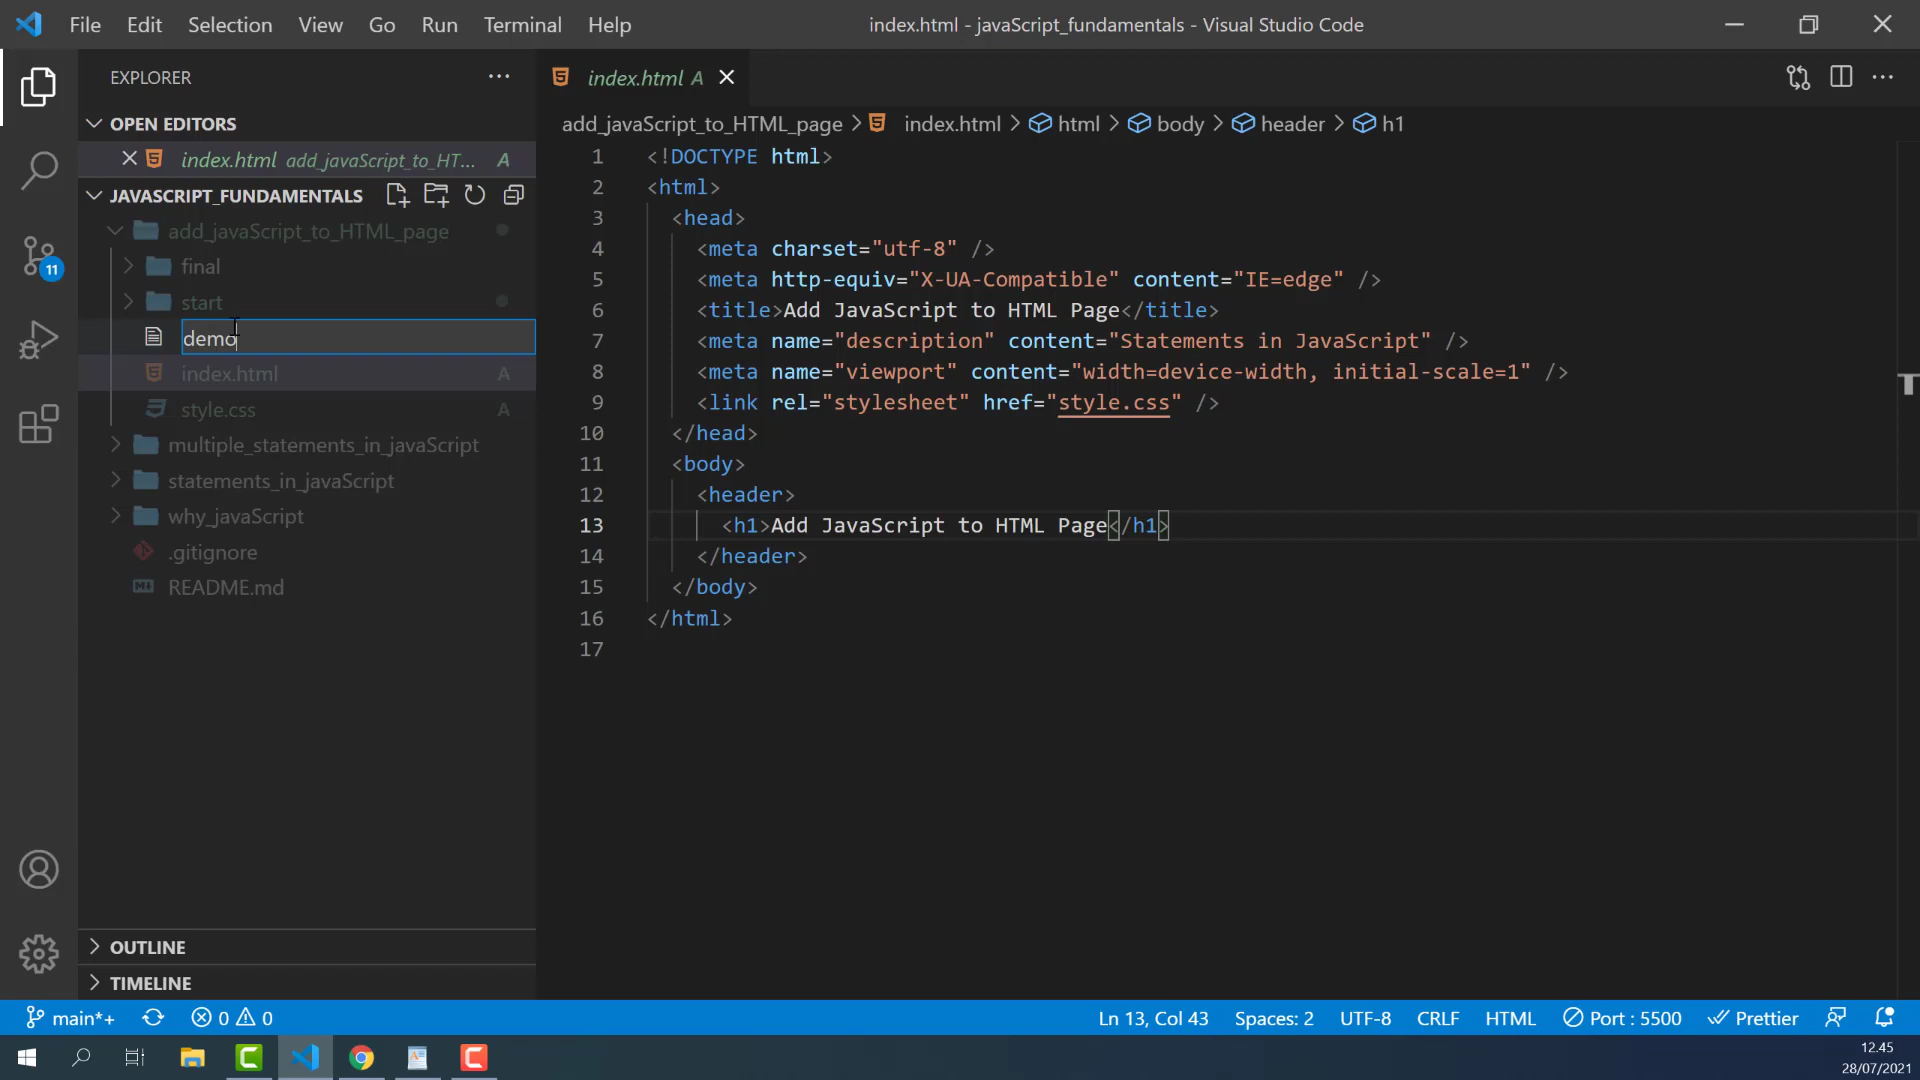 File Edit Selection View Go Run Terminal Help
index.html - javaScript_fundamentals - Visual Studio Code
EXPLORER
OPEN EDITORS
index.html add_javaScript_to_HT... A
JAVASCRIPT_FUNDAMENTALS
add_javaScript_to_HTML_page
final
start
demo
index.html A
style.css A
multiple_statements_in_javaScript
statements_in_javaScript
why_javaScript
.gitignore
README.md
OUTLINE
TIMELINE
11
index.html A
add_javaScript_to_HTML_page > index.html > html > body > header > h1
1 <!DOCTYPE html>
2 <html>
3 <head>
4 <meta charset="utf-8" />
5 <meta http-equiv="X-UA-Compatible" content="IE=edge" />
6 <title>Add JavaScript to HTML Page</title>
7 <meta name="description" content="Statements in JavaScript" />
8 <meta name="viewport" content="width=device-width, initial-scale=1" />
9 <link rel="stylesheet" href="style.css" />
10 </head>
11 <body>
12 <header>
13 <h1>Add JavaScript to HTML Page</h1>
14 </header>
15 </body>
16 </html>
17
main*+ 0 0 Ln 13, Col 43 Spaces: 2 UTF-8 CRLF HTML Port : 5500 Prettier
12.45
28/07/2021